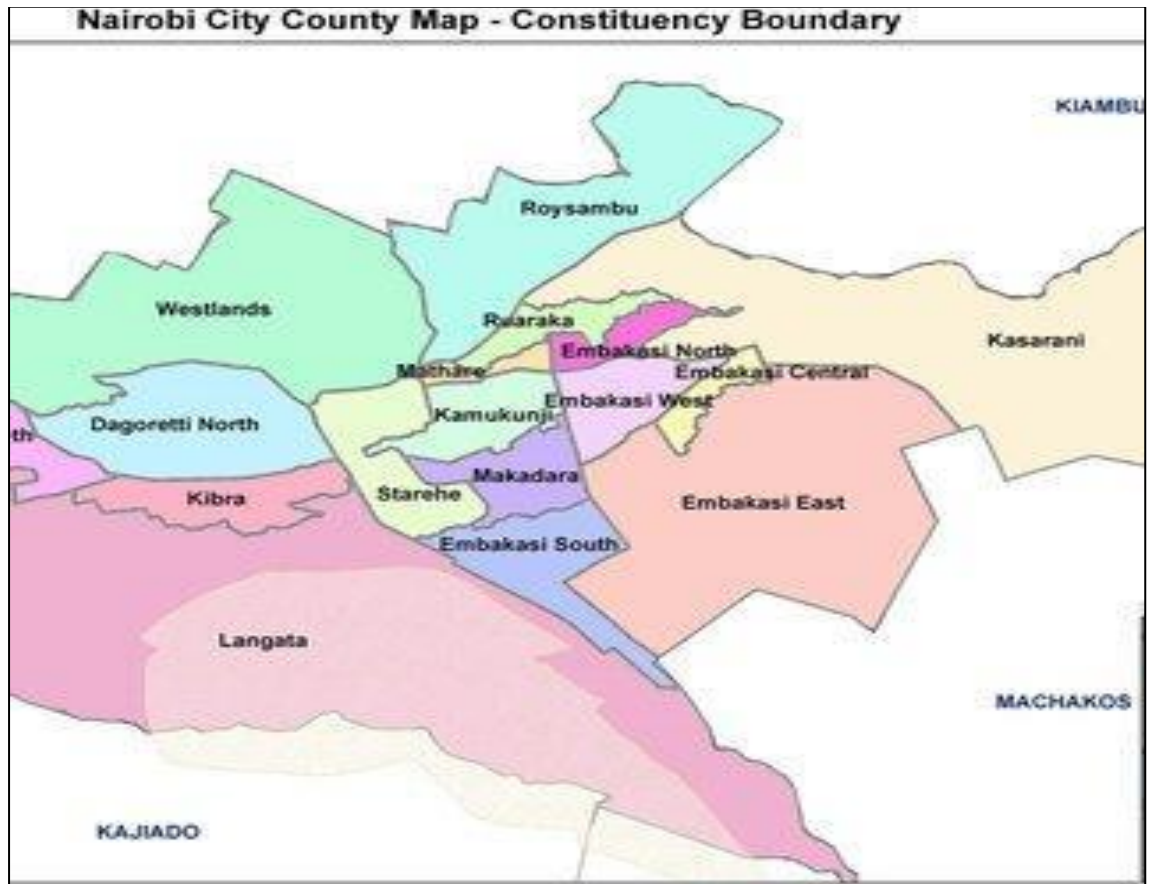 Nairobi City County Map - Constituency Boundary
KIAMBU
Roysambu
Westlands
Ruaraka
Kasarani
Embakasi North
Mathare
Embakasi Central
Embakasi West
Kamukunji
Dagoretti North
th
Makadara
Starehe
Kibra
Embakasi East
Embakasi South
Langata
MACHAKOS
KAJIADO